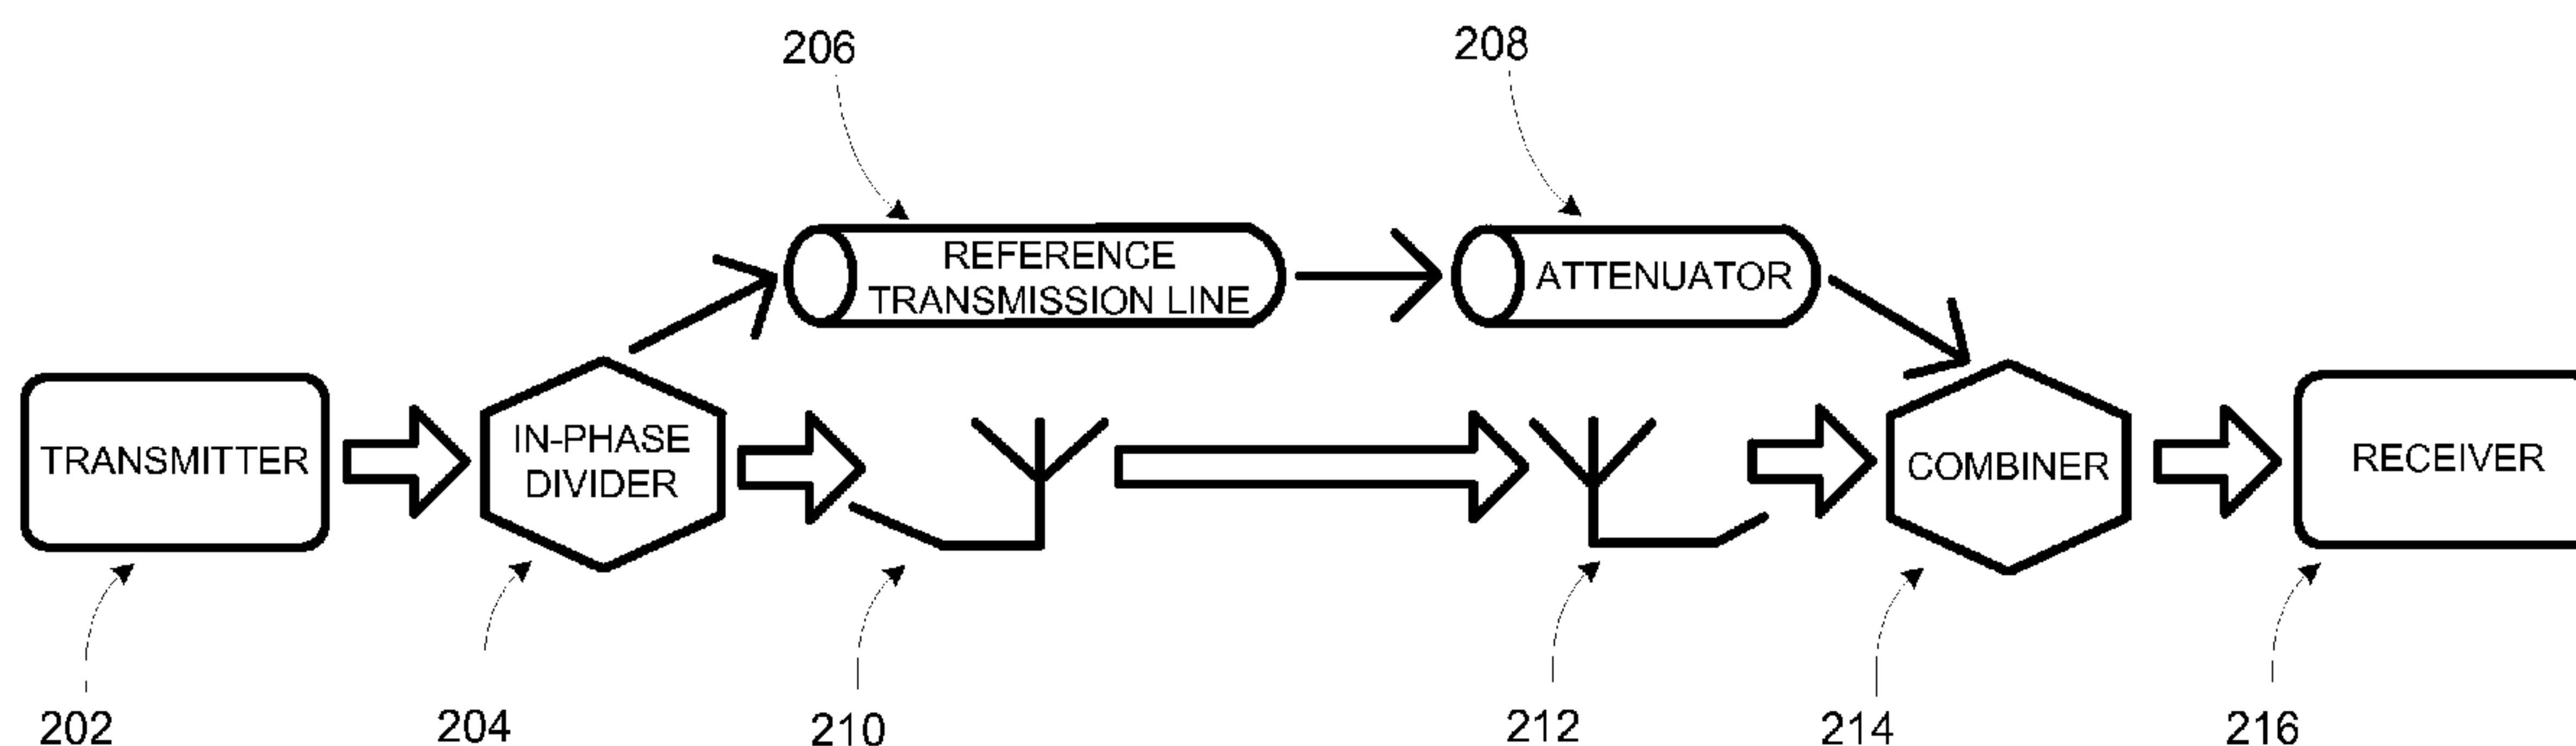 206
208
REFERENCE
TRANSMISSION LINE
ATTENUATOR
TRANSMITTER
IN-PHASE
DIVIDER
COMBINER
RECEIVER
202
204
210
212
214
216